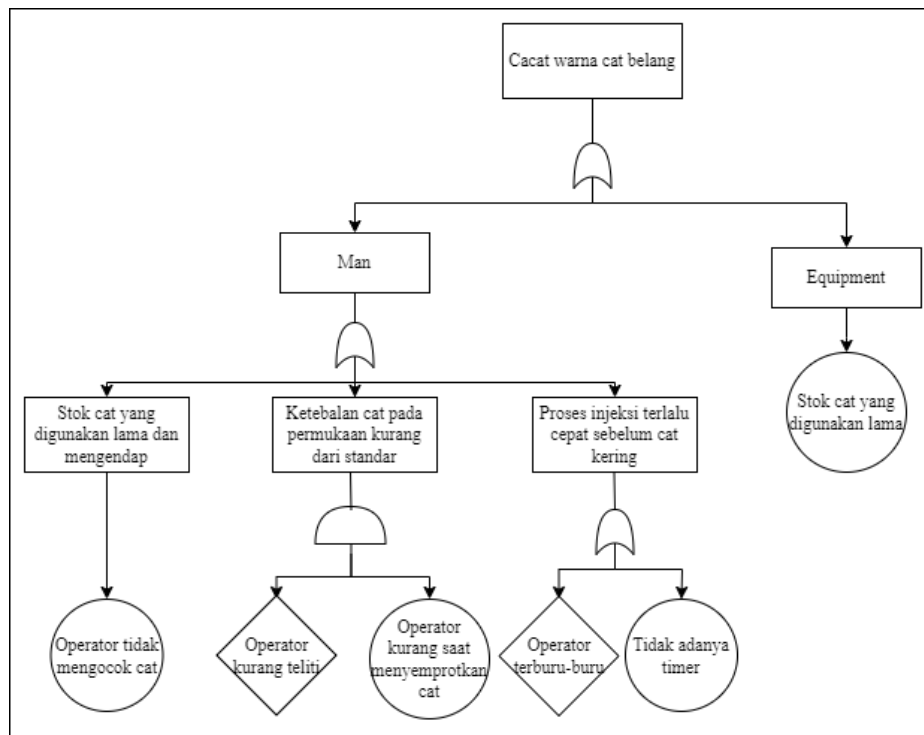 Cacat warna cat belang
Man
Equipment
Stok cat yang
digunakan lama dan
mengendap
Ketebalan cat pada
permukaan kurang
dari standar
Proses injeksi terlalu
cepat sebelum cat
kering
Stok cat yang
digunakan lama
Operator tidak
mengocok cat
Operator
kurang teliti
Operator
kurang saat
menyemprotkan
cat
Operator
terburu-buru
Tidak adanya
timer